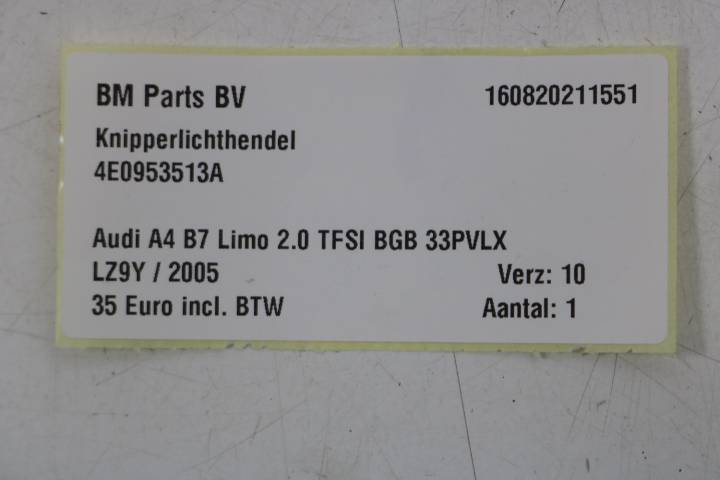 BM Parts BV 160820211551
Knipperlichthendel
4E0953513A
Audi A4 B7 Limo 2.0 TFSI BGB 33PVLX
LZ9Y / 2005 Verz: 10
35 Euro incl. BTW Aantal: 1